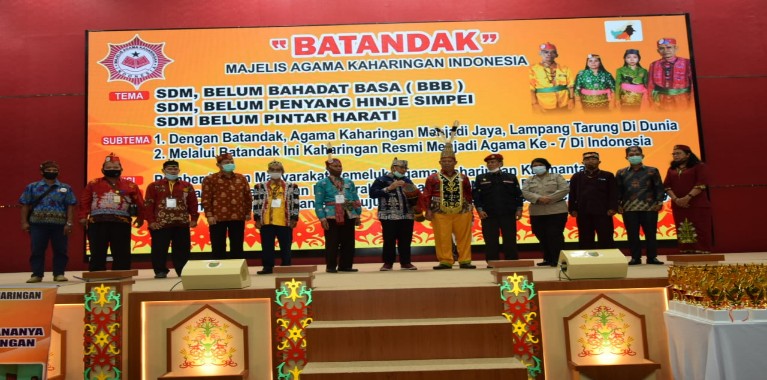 “BATANDAK”
MAJELIS AGAMA KAHARINGAN INDONESIA
TEMA
SDM, BELUM BAHADAT BASA ( BBB )
SDM, BELUM PENYANG HINJE SIMPEI
SDM BELUM PINTAR HARATI
SUBTEMA
1. Dengan Batandak, Agama Kaharingan Menjadi Jaya, Lampang Tarung Di Dunia
2. Melalui Batandak Ini Kaharingan Resmi Menjadi Agama Ke - 7 Di Indonesia